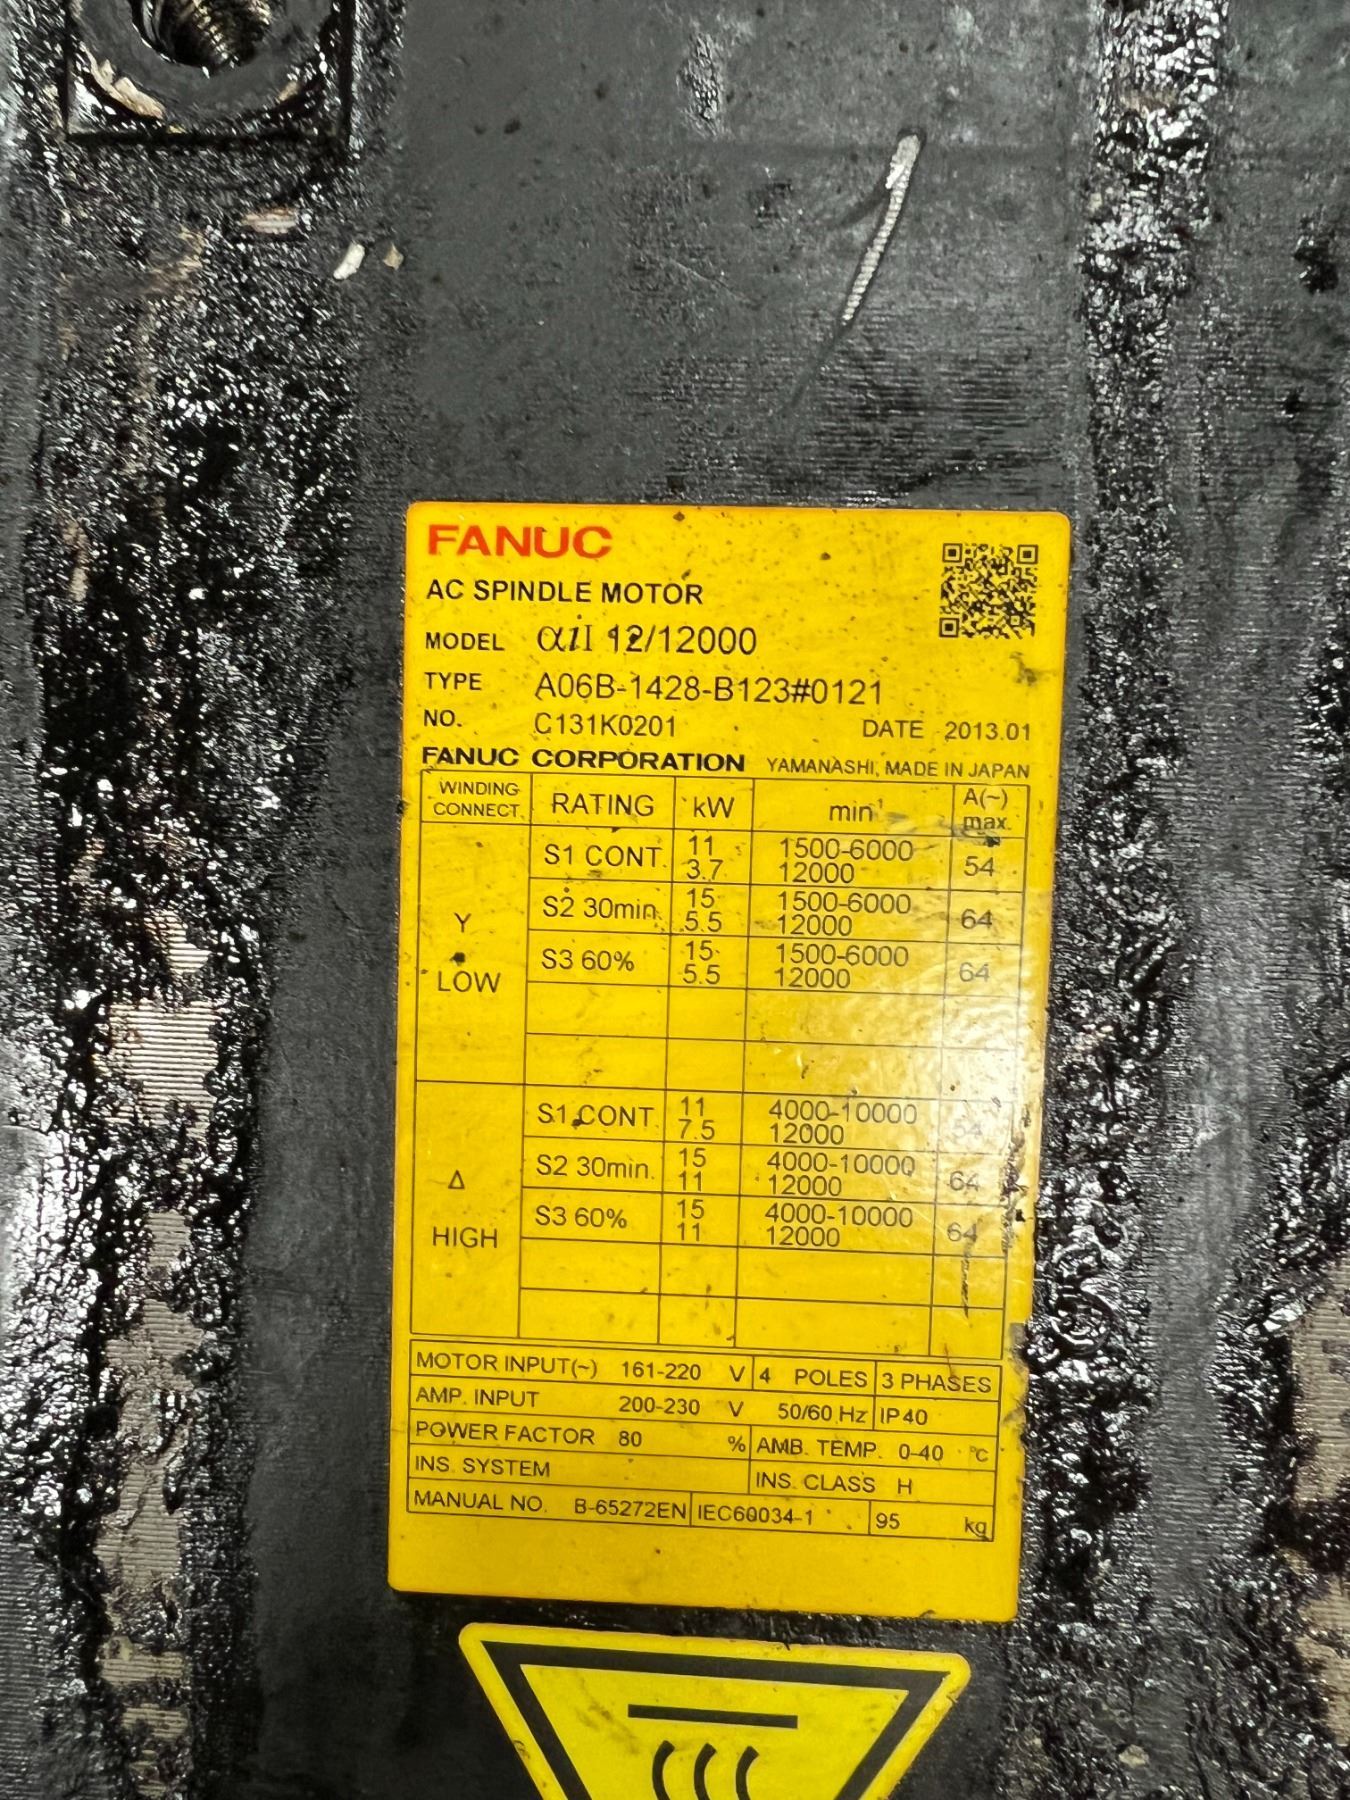 FANUC
AC SPINDLE MOTOR
MODEL αiI 12/12000
TYPE A06B-1428-B123#0121
NO. C131K0201 DATE 2013.01
FANUC CORPORATION YAMANASHI, MADE IN JAPAN
WINDING CONNECT. RATING kW min⁻¹ A(~) max.
Y LOW
S1 CONT. 11 1500-6000 54
3.7 12000
S2 30min. 15 1500-6000 64
5.5 12000
S3 60% 15 1500-6000 64
5.5 12000
Δ HIGH
S1 CONT. 11 4000-10000 54
7.5 12000
S2 30min. 15 4000-10000 64
11 12000
S3 60% 15 4000-10000 64
11 12000
MOTOR INPUT(~) 161-220 V 4 POLES 3 PHASES
AMP. INPUT 200-230 V 50/60 Hz IP40
POWER FACTOR 80 % AMB. TEMP. 0-40 °C
INS. SYSTEM INS. CLASS H
MANUAL NO. B-65272EN IEC60034-1 95 kg